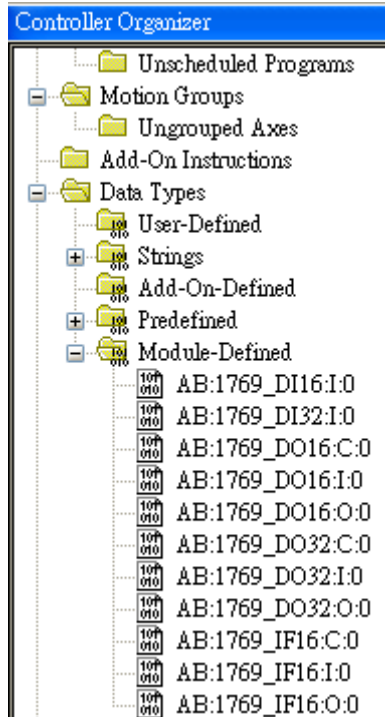 Controller Organizer
Unscheduled Programs
Motion Groups
Ungrouped Axes
Add-On Instructions
Data Types
User-Defined
Strings
Add-On-Defined
Predefined
Module-Defined
AB:1769_DI16:I:0
AB:1769_DI32:I:0
AB:1769_DO16:C:0
AB:1769_DO16:I:0
AB:1769_DO16:O:0
AB:1769_DO32:C:0
AB:1769_DO32:I:0
AB:1769_DO32:O:0
AB:1769_IF16:C:0
AB:1769_IF16:I:0
AB:1769_IF16:O:0